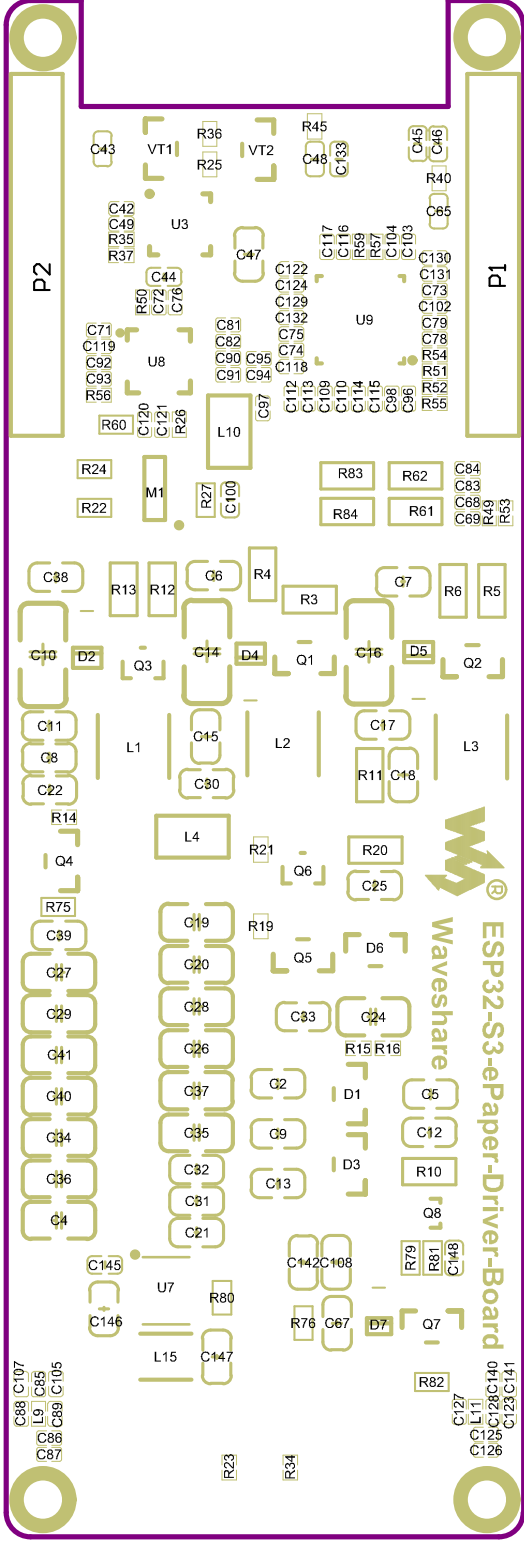 R45
R36
C45
C46
C43
VT1
VT2
C48
C133
R25
R40
C42
C65
C49
U3
R35
R37
C47
C117
C116
R59
R57
C104
C103
C130
P2
C44
C122
C131
P1
C124
C73
R50
C72
C76
C129
C102
C132
U9
C79
C71
C81
C75
C78
C119
C82
C74
R54
C92
U8
C90
C95
C118
R51
C93
C91
C94
R52
R56
C112
C113
C109
C110
C114
C115
C98
C96
R55
C97
R60
C120
C121
R26
L10
R24
R83
R62
C84
C83
M1
R27
C100
R22
R84
R61
C68
C69
R49
R53
C38
C6
R4
C7
R13
R12
R3
R6
R5
C10
D2
Q3
C14
D4
Q1
C16
D5
Q2
C11
C15
C17
L1
L2
L3
C8
C22
C30
R11
C18
R14
L4
R21
R20
Q4
Q6
C25
®
R75
C19
R19
C39
Q5
D6
Waveshare
ESP32-S3-ePaper-Driver-Board
C27
C20
C29
C28
C33
C24
C41
C26
R15
R16
C40
C37
C2
D1
C5
C34
C35
C9
C12
C36
C32
C13
D3
R10
C4
C31
Q8
C21
C145
C142
C108
R79
R81
C148
U7
R80
C146
R76
C67
D7
Q7
L15
C147
C107
C85
C105
R82
C140
C141
C88
L9
C89
C127
L11
C128
C123
C86
C125
C87
C126
R23
R34